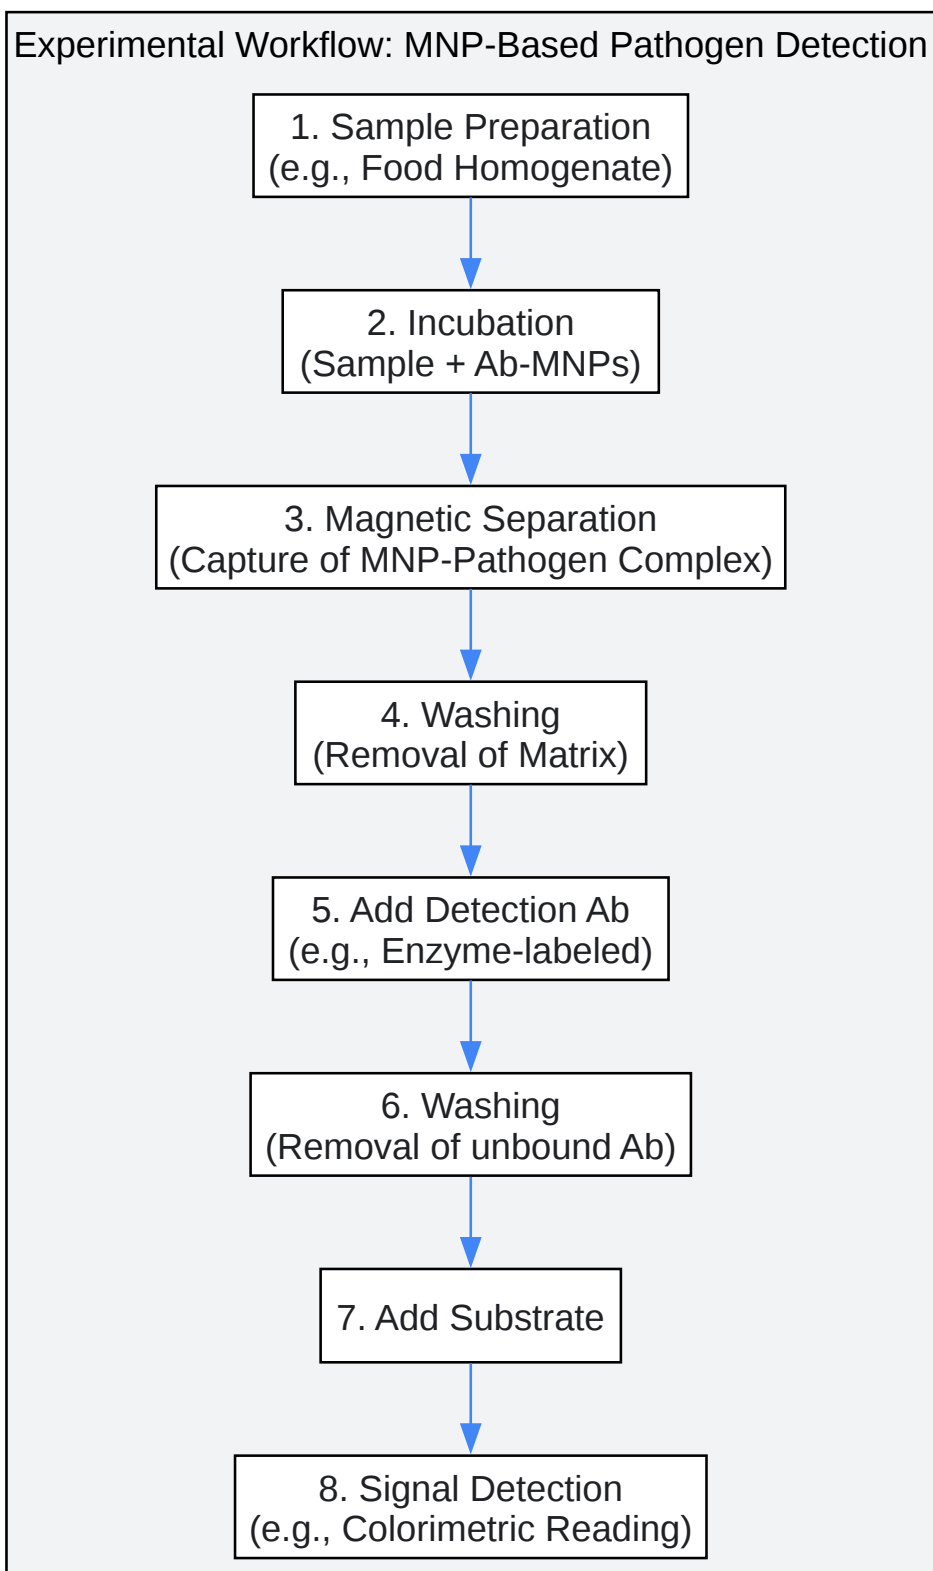 Experimental Workflow: MNP-Based Pathogen Detection
1. Sample Preparation
(e.g., Food Homogenate)
2. Incubation
(Sample + Ab-MNPs)
3. Magnetic Separation
(Capture of MNP-Pathogen Complex)
4. Washing
(Removal of Matrix)
5. Add Detection Ab
(e.g., Enzyme-labeled)
6. Washing
(Removal of unbound Ab)
7. Add Substrate
8. Signal Detection
(e.g., Colorimetric Reading)